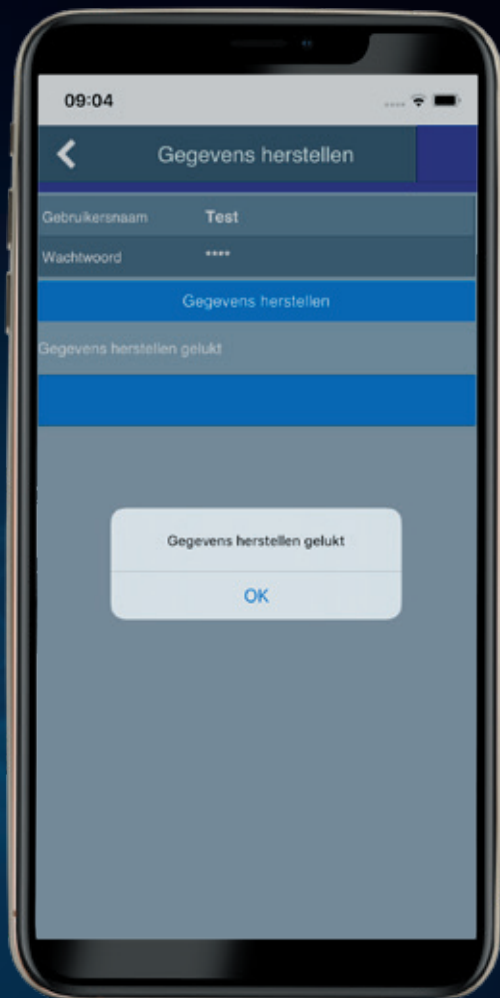 09:04
Gegevens herstellen
Gebruikersnaam Test
Wachtwoord ****
Gegevens herstellen
Gegevens herstellen gelukt
Gegevens herstellen gelukt
OK